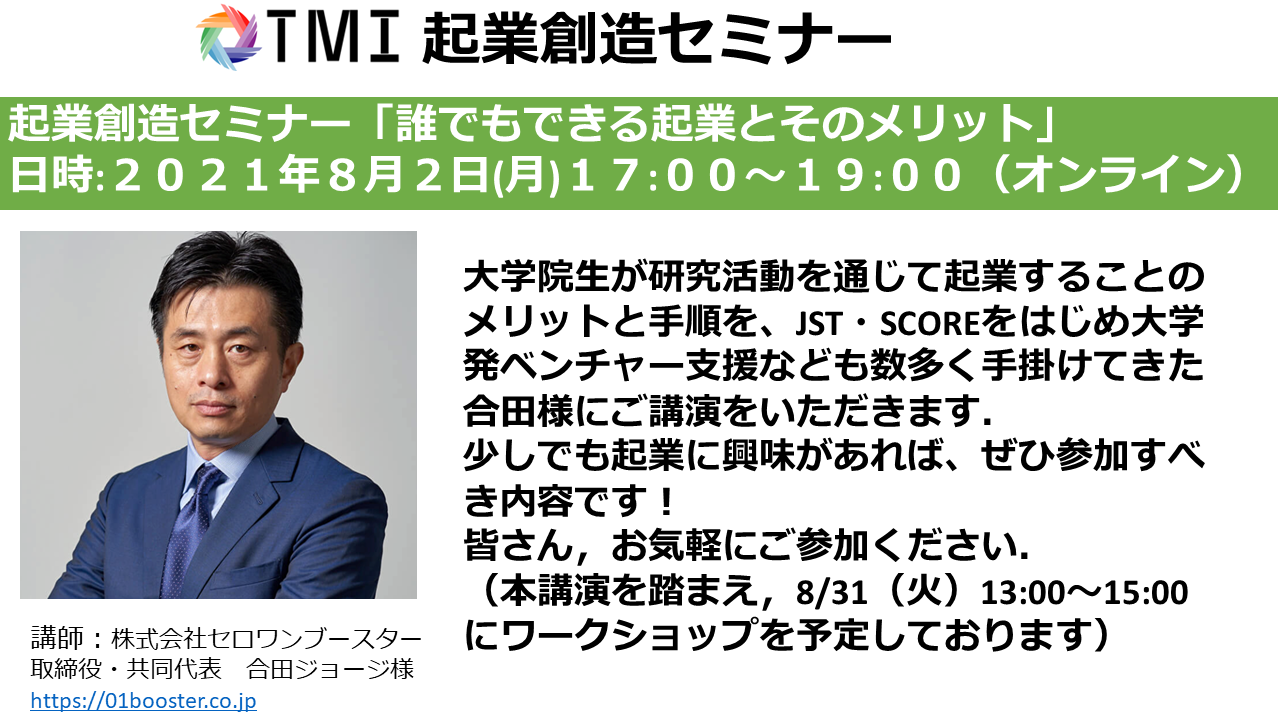 TMI 起業創造セミナー
起業創造セミナー「誰でもできる起業とそのメリット」
日時:２０２１年８月２日(月)１７:００～１９:００（オンライン）
大学院生が研究活動を通じて起業することの
メリットと手順を、JST・SCOREをはじめ大学
発ベンチャー支援なども数多く手掛けてきた
合田様にご講演をいただきます．
少しでも起業に興味があれば、ぜひ参加すべ
き内容です！
皆さん，お気軽にご参加ください．
（本講演を踏まえ，8/31（火）13:00～15:00
にワークショップを予定しております）
講師：株式会社セロワンブースター
取締役・共同代表　合田ジョージ様
https://01booster.co.jp